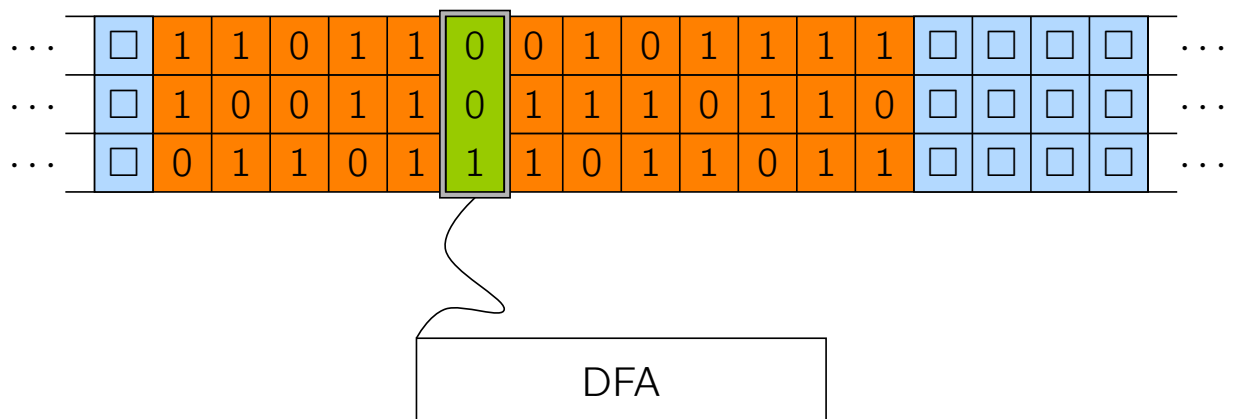 ... □ 1 1 0 1 1 0 0 1 0 1 1 1 1 □ □ □ □ ...
... □ 1 0 0 1 1 0 1 1 1 0 1 1 0 □ □ □ □ ...
... □ 0 1 1 0 1 1 1 0 1 1 0 1 1 □ □ □ □ ...
DFA